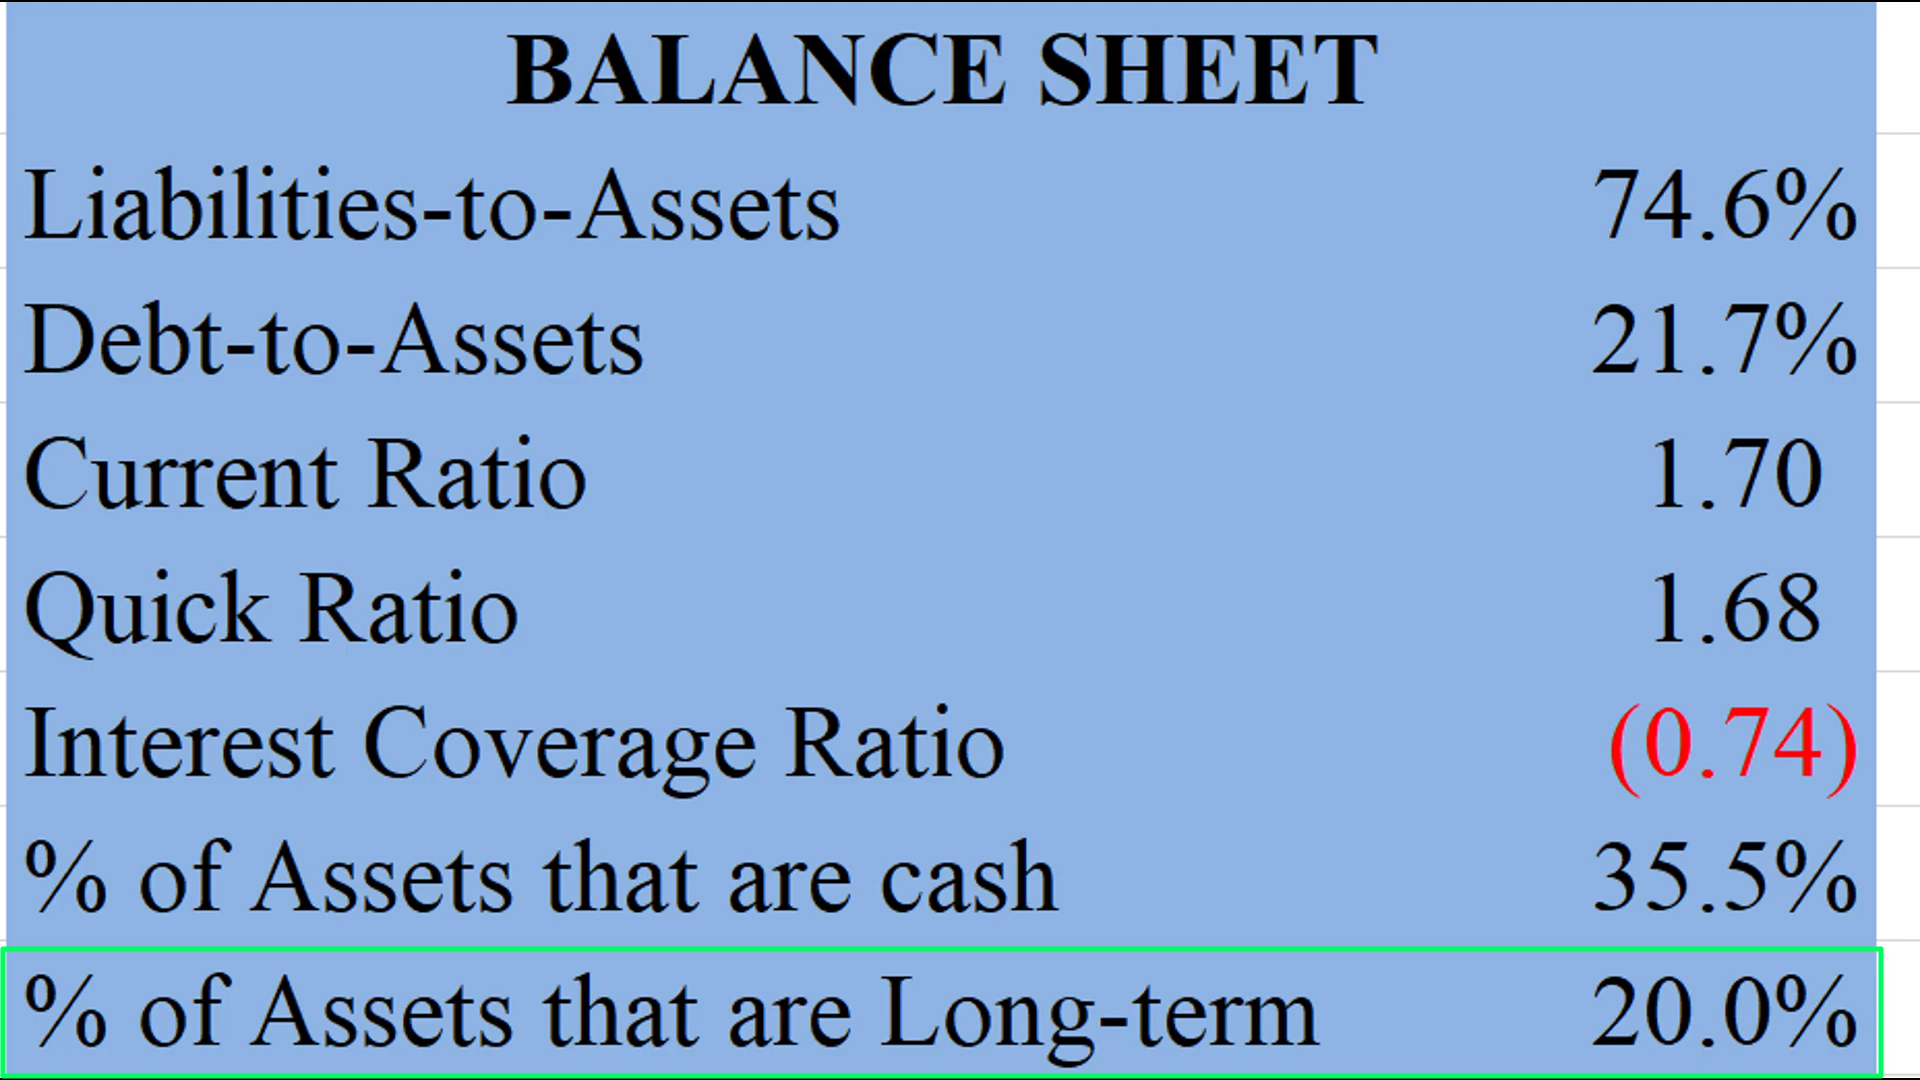 BALANCE SHEET
Liabilities-to-Assets 74.6%
Debt-to-Assets 21.7%
Current Ratio 1.70
Quick Ratio 1.68
Interest Coverage Ratio (0.74)
% of Assets that are cash 35.5%
% of Assets that are Long-term 20.0%